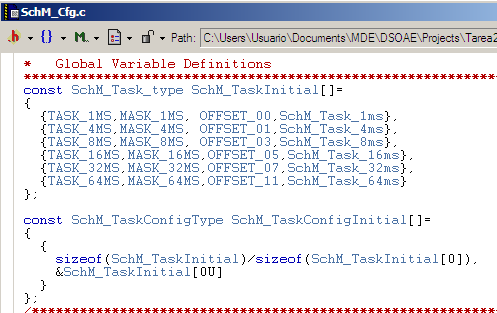 SchM_Cfg.c
h {} M. Path: C:\Users\Usuario\Documents\MDE\DSOAE\Projects\Tarea2
* Global Variable Definitions
****************************************************************
const SchM_Task_type SchM_TaskInitial[]=
{
{TASK_1MS,MASK_1MS, OFFSET_00,SchM_Task_1ms},
{TASK_4MS,MASK_4MS, OFFSET_01,SchM_Task_4ms},
{TASK_8MS,MASK_8MS, OFFSET_03,SchM_Task_8ms},
{TASK_16MS,MASK_16MS,OFFSET_05,SchM_Task_16ms},
{TASK_32MS,MASK_32MS,OFFSET_07,SchM_Task_32ms},
{TASK_64MS,MASK_64MS,OFFSET_11,SchM_Task_64ms}
};
const SchM_TaskConfigType SchM_TaskConfigInitial[]=
{
{
sizeof(SchM_TaskInitial)/sizeof(SchM_TaskInitial[0]),
&SchM_TaskInitial[0U]
}
};
/***************************************************************